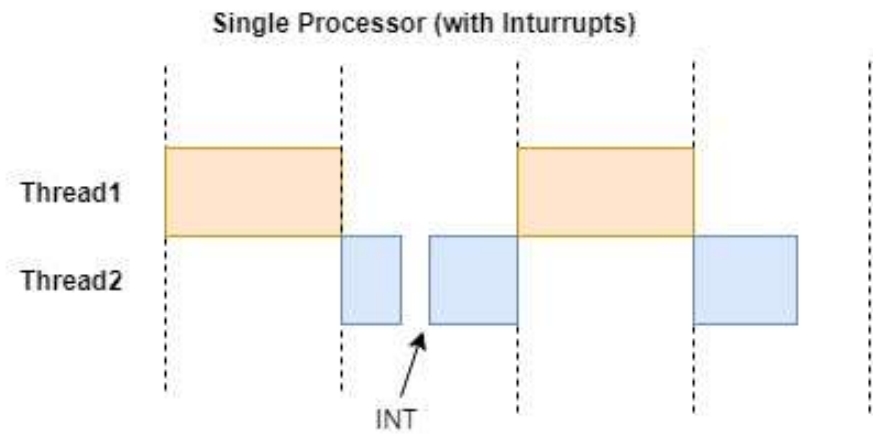 Single Processor (with Inturrupts)
Thread1
Thread2
INT